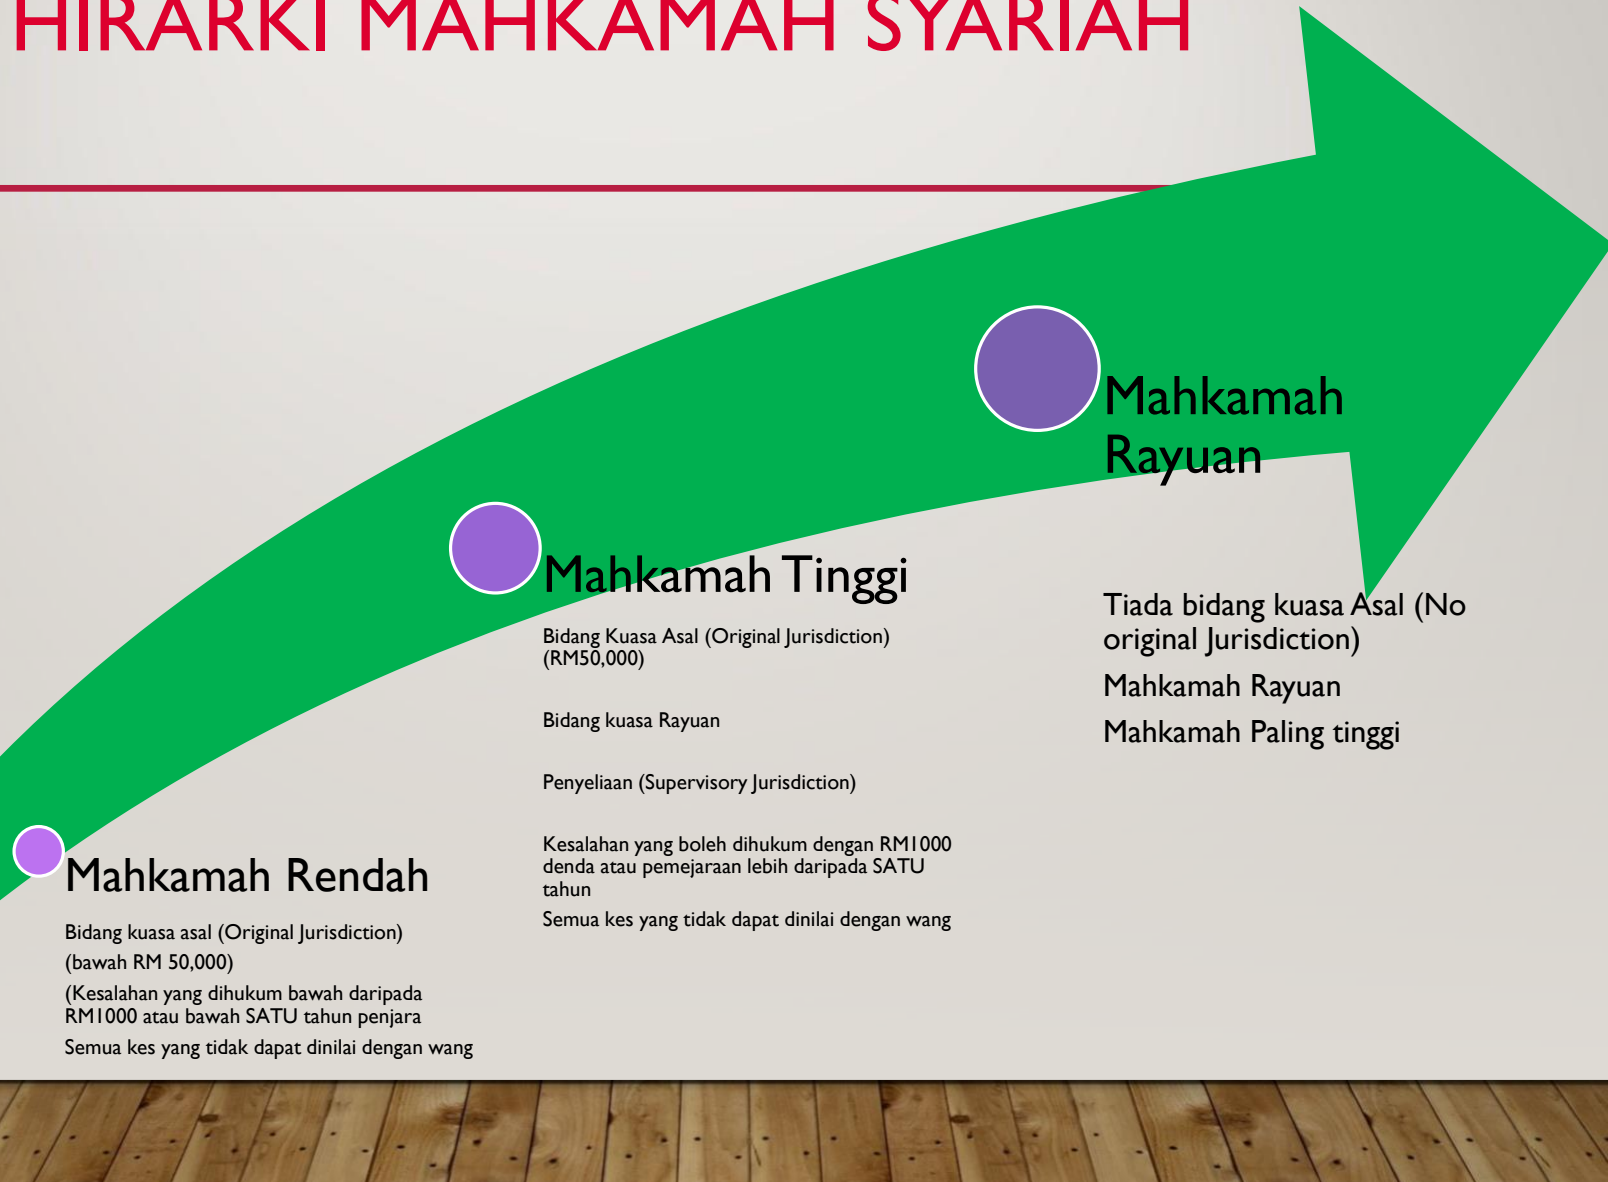 HIRARKI MAHKAMAH SYARIAH
Mahkamah
Rayuan
Tiada bidang kuasa Asal (No
original Jurisdiction)
Mahkamah Rayuan
Mahkamah Paling tinggi
Mahkamah Tinggi
Bidang Kuasa Asal (Original Jurisdiction)
(RM50,000)
Bidang kuasa Rayuan
Penyeliaan (Supervisory Jurisdiction)
Kesalahan yang boleh dihukum dengan RM1000
denda atau pemejaraan lebih daripada SATU
tahun
Semua kes yang tidak dapat dinilai dengan wang
Mahkamah Rendah
Bidang kuasa asal (Original Jurisdiction)
(bawah RM 50,000)
(Kesalahan yang dihukum bawah daripada
RM1000 atau bawah SATU tahun penjara
Semua kes yang tidak dapat dinilai dengan wang